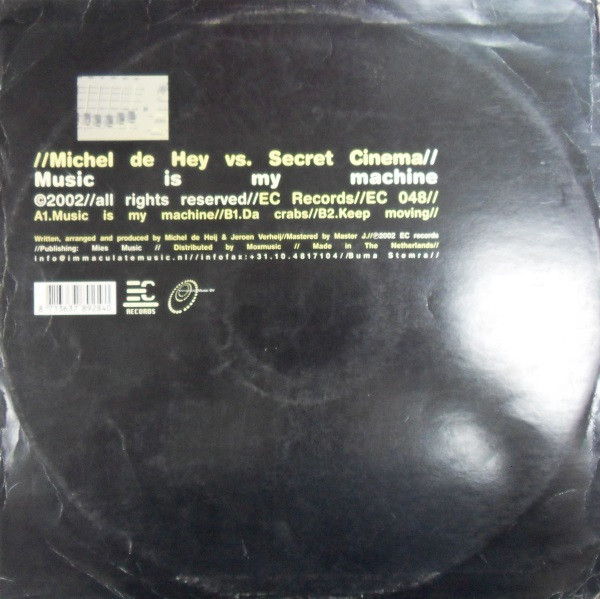 //Michel de Hey vs. Secret Cinema//
Music is my machine
©2002//all rights reserved//EC Records//EC 048//
A1.Music is my machine//B1.Da crabs//B2.Keep moving//
Written, arranged and produced by Michel de Heij & Jeroen Verheij//Mastered by Master J.//℗2002 EC records
//Publishing: Mies Music // Distributed by Moxmusic // Made in The Netherlands//
info@immaculatemusic.nl//infofax:+31.10.4817104//Buma Stemra//
EC
RECORDS